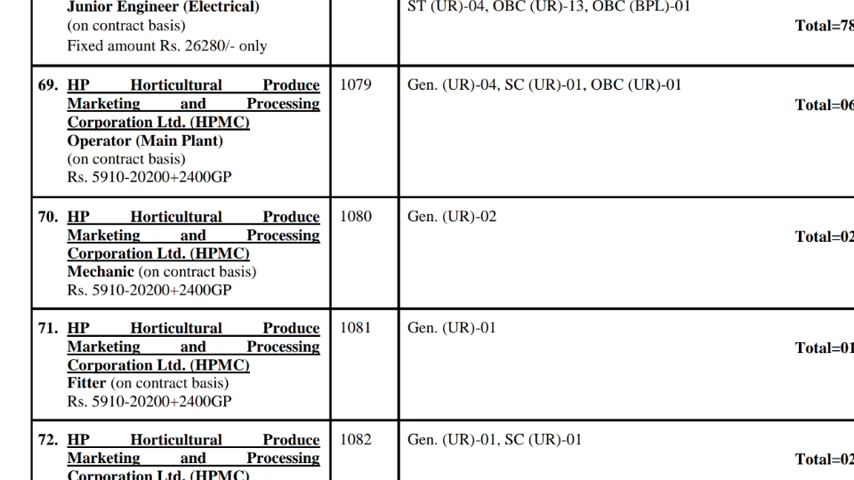 Junior Engineer (Electrical)
ST (UR)-04, OBC (UR)-13, OBC (BPL)-01
(on contract basis)
Total=78
Fixed amount Rs. 26280/- only
69. HP Horticultural Produce 1079 Gen. (UR)-04, SC (UR)-01, OBC (UR)-01
Marketing and Processing
Total=06
Corporation Ltd. (HPMC)
Operator (Main Plant)
(on contract basis)
Rs. 5910-20200+2400GP
70. HP Horticultural Produce 1080 Gen. (UR)-02
Marketing and Processing
Total=02
Corporation Ltd. (HPMC)
Mechanic (on contract basis)
Rs. 5910-20200+2400GP
71. HP Horticultural Produce 1081 Gen. (UR)-01
Marketing and Processing
Total=01
Corporation Ltd. (HPMC)
Fitter (on contract basis)
Rs. 5910-20200+2400GP
72. HP Horticultural Produce 1082 Gen. (UR)-01, SC (UR)-01
Marketing and Processing
Total=02
Corporation Ltd. (HPMC)